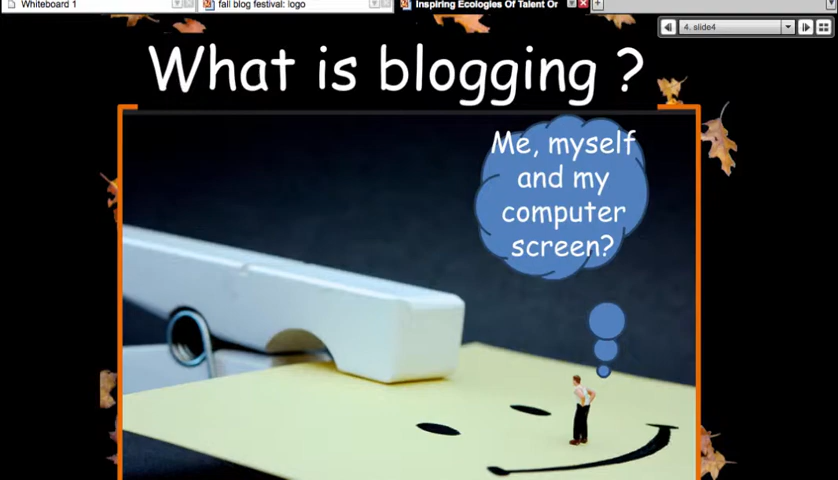 Whiteboard 1
fall blog festival: logo
Inspiring Ecologies Of Talent Or
4. slide4
What is blogging ?
Me, myself
and my
computer
screen?